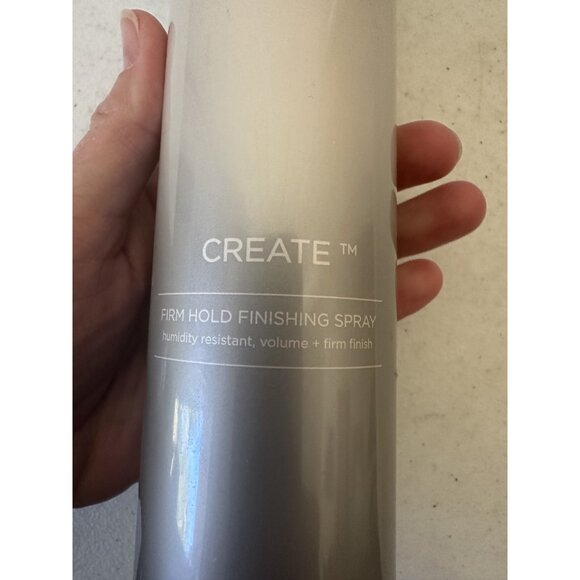 CREATE ™
FIRM HOLD FINISHING SPRAY
humidity resistant, volume + firm finish